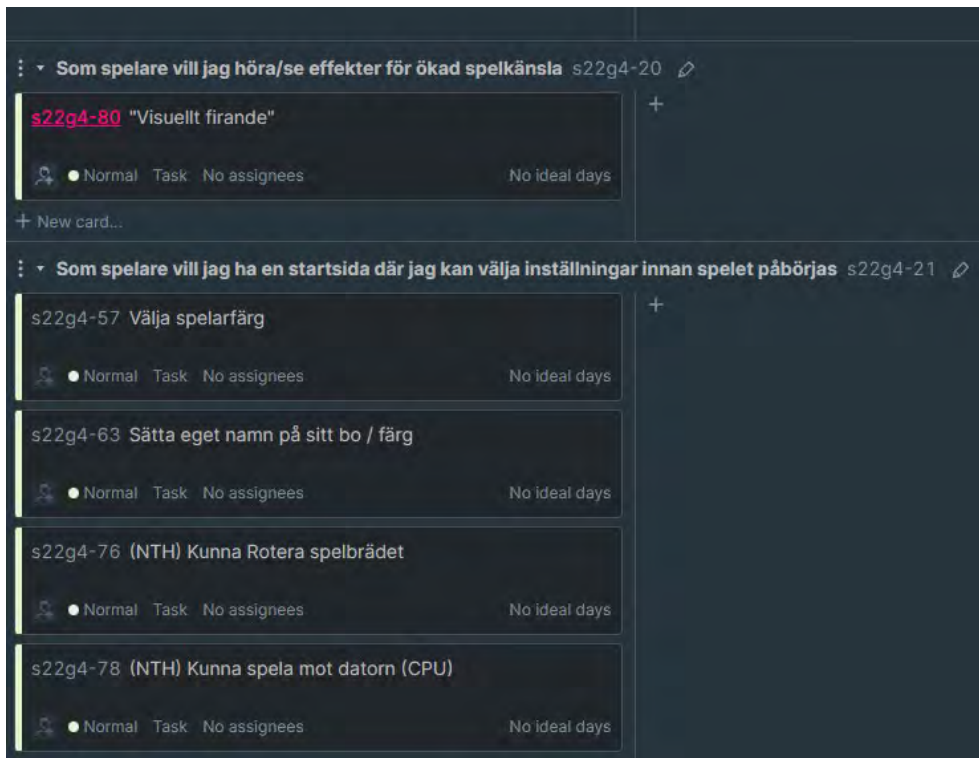 Som spelare vill jag höra/se effekter för ökad spelkänsla s22g4-20
s22g4-80 "Visuellt firande"
Normal Task No assignees No ideal days
+ New card...
Som spelare vill jag ha en startsida där jag kan välja inställningar innan spelet påbörjas s22g4-21
s22g4-57 Välja spelarfärg
Normal Task No assignees No ideal days
s22g4-63 Sätta eget namn på sitt bo / färg
Normal Task No assignees No ideal days
s22g4-76 (NTH) Kunna Rotera spelbrädet
Normal Task No assignees No ideal days
s22g4-78 (NTH) Kunna spela mot datorn (CPU)
Normal Task No assignees No ideal days